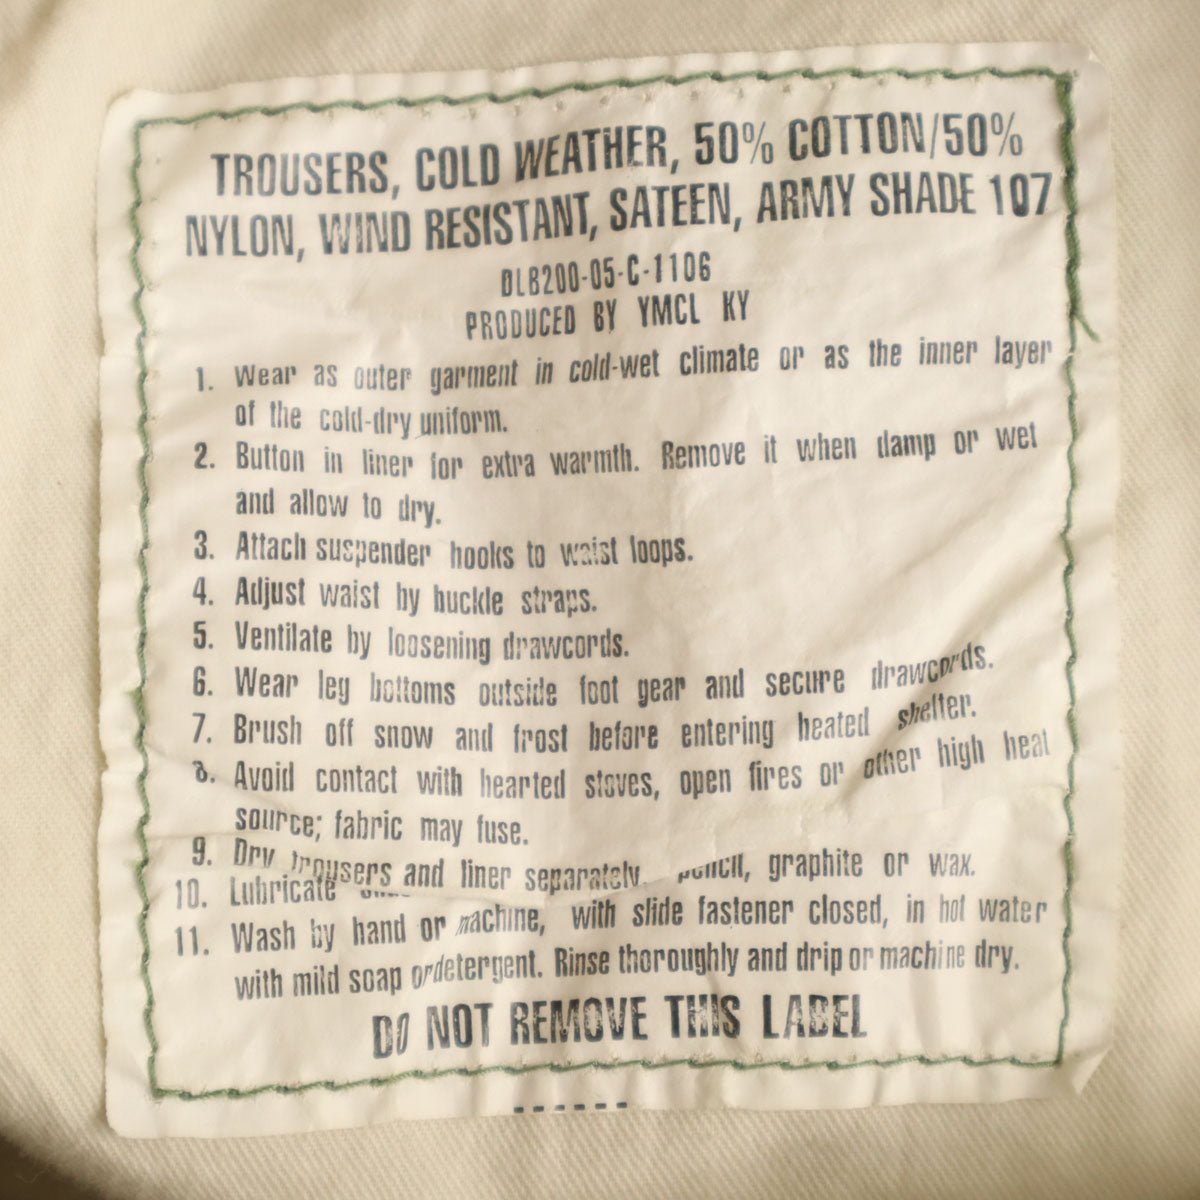 TROUSERS, COLD WEATHER, 50% COTTON/50%
NYLON, WIND RESISTANT, SATEEN, ARMY SHADE 107
DLB200-05-C-1106
PRODUCED BY YMCL KY
1. Wear as outer garment in cold-wet climate or as the inner layer
of the cold-dry uniform.
2. Button in liner for extra warmth. Remove it when damp or wet
and allow to dry.
3. Attach suspender hooks to waist loops.
4. Adjust waist by buckle straps.
5. Ventilate by loosening drawcords.
6. Wear leg bottoms outside foot gear and secure drawcords.
7. Brush off snow and frost before entering heated shelter.
8. Avoid contact with hearted stoves, open fires or other high heat
source; fabric may fuse.
9. Dry trousers and liner separately.
10. Lubricate pencil, graphite or wax.
11. Wash by hand or machine, with slide fastener closed, in hot water
with mild soap or detergent. Rinse thoroughly and drip or machine dry.
DO NOT REMOVE THIS LABEL